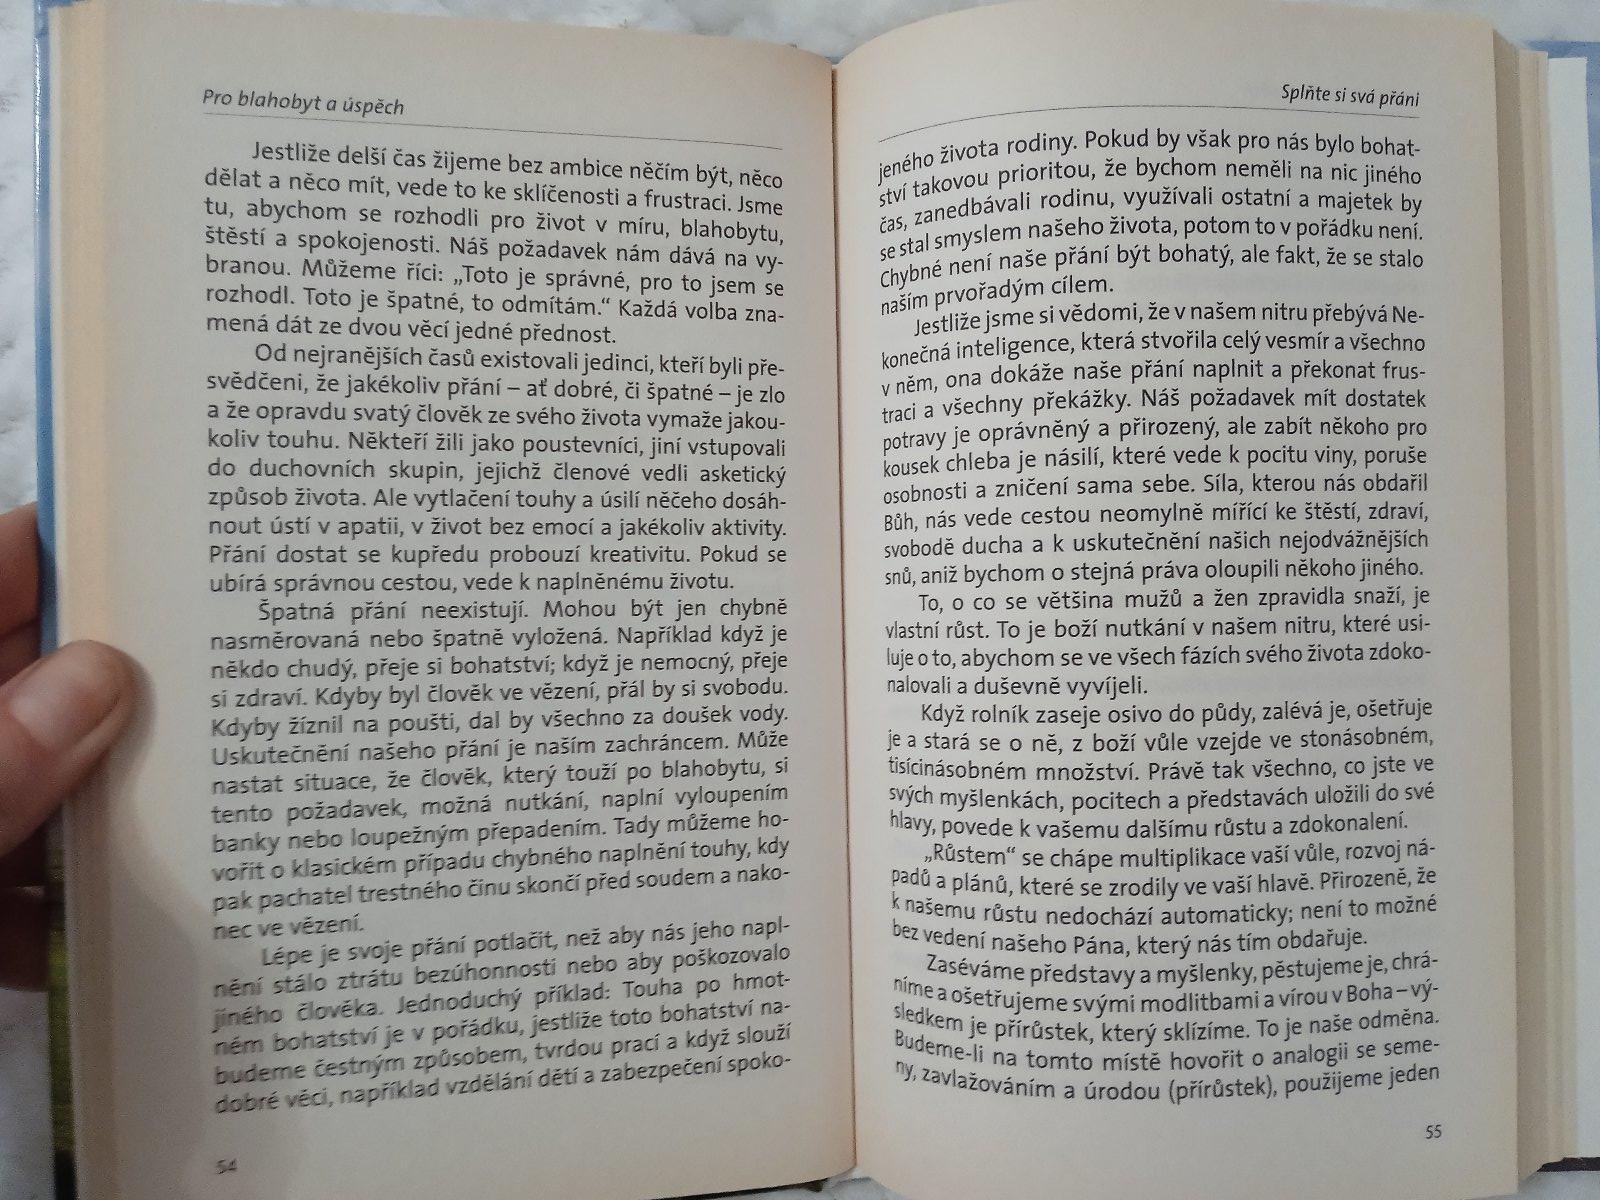 Pro blahobyt a úspěch
Jestliže delší čas žijeme bez ambice něčím být, něco
dělat a něco mít, vede to ke sklíčenosti a frustraci. Jsme
tu, abychom se rozhodli pro život v míru, blahobytu,
štěstí a spokojenosti. Náš požadavek nám dává na vy-
branou. Můžeme říci: „Toto je správné, pro to jsem se
rozhodl. Toto je špatné, to odmítám.“ Každá volba zna-
mená dát ze dvou věcí jedné přednost.
Od nejranějších časů existovali jedinci, kteří byli pře-
svědčeni, že jakékoliv přání – ať dobré, či špatné – je zlo
a že opravdu svatý člověk ze svého života vymaže jakou-
koliv touhu. Někteří žili jako poustevníci, jiní vstupovali
do duchovních skupin, jejichž členové vedli asketický
způsob života. Ale vytlačení touhy a úsilí něčeho dosáh-
nout ústí v apatii, v život bez emocí a jakékoliv aktivity.
Přání dostat se kupředu probouzí kreativitu. Pokud se
ubírá správnou cestou, vede k naplněnému životu.
Špatná přání neexistují. Mohou být jen chybně
nasměrovaná nebo špatně vyložená. Například když je
někdo chudý, přeje si bohatství; když je nemocný, přeje
si zdraví. Kdyby byl člověk ve vězení, přál by si svobodu.
Kdyby žíznil na poušti, dal by všechno za doušek vody.
Uskutečnění našeho přání je naším zachráncem. Může
nastat situace, že člověk, který touží po blahobytu, si
tento požadavek, možná nutkání, naplní vyloupením
banky nebo loupežným přepadením. Tady můžeme ho-
vořit o klasickém případu chybného naplnění touhy, kdy
pak pachatel trestného činu skončí před soudem a nako-
nec ve vězení.
Lépe je svoje přání potlačit, než aby nás jeho napl-
nění stálo ztrátu bezúhonnosti nebo aby poškozovalo
jiného člověka. Jednoduchý příklad: Touha po hmot-
ném bohatství je v pořádku, jestliže toto bohatství na-
budeme čestným způsobem, tvrdou prací a když slouží
dobré věci, například vzdělání dětí a zabezpečení spoko-
54
Splňte si svá přáni
jeného života rodiny. Pokud by však pro nás bylo bohat-
ství takovou prioritou, že bychom neměli na nic jiného
čas, zanedbávali rodinu, využívali ostatní a majetek by
se stal smyslem našeho života, potom to v pořádku není.
Chybné není naše přání být bohatý, ale fakt, že se stalo
naším prvořadým cílem.
Jestliže jsme si vědomi, že v našem nitru přebývá Ne-
konečná inteligence, která stvořila celý vesmír a všechno
v něm, ona dokáže naše přání naplnit a překonat frus-
traci a všechny překážky. Náš požadavek mít dostatek
potravy je oprávněný a přirozený, ale zabít někoho pro
kousek chleba je násilí, které vede k pocitu viny, poruše
osobnosti a zničení sama sebe. Síla, kterou nás obdařil
Bůh, nás vede cestou neomylně mířící ke štěstí, zdraví,
svobodě ducha a k uskutečnění našich nejodvážnějších
snů, aniž bychom o stejná práva oloupili někoho jiného.
To, o co se většina mužů a žen zpravidla snaží, je
vlastní růst. To je boží nutkání v našem nitru, které usi-
luje o to, abychom se ve všech fázích svého života zdoko-
nalovali a duševně vyvíjeli.
Když rolník zaseje osivo do půdy, zalévá je, ošetřuje
je a stará se o ně, z boží vůle vzejde ve stonásobném,
tisícinásobném množství. Právě tak všechno, co jste ve
svých myšlenkách, pocitech a představách uložili do své
hlavy, povede k vašemu dalšímu růstu a zdokonalení.
„Růstem“ se chápe multiplikace vaší vůle, rozvoj ná-
padů a plánů, které se zrodily ve vaší hlavě. Přirozeně, že
k našemu růstu nedochází automaticky; není to možné
bez vedení našeho Pána, který nás tím obdařuje.
Zaséváme představy a myšlenky, pěstujeme je, chrá-
níme a ošetřujeme svými modlitbami a vírou v Boha – vý-
sledkem je přírůstek, který sklízíme. To je naše odměna.
Budeme-li na tomto místě hovořit o analogii se seme-
ny, zavlažováním a úrodou (přírůstek), použijeme jeden
55